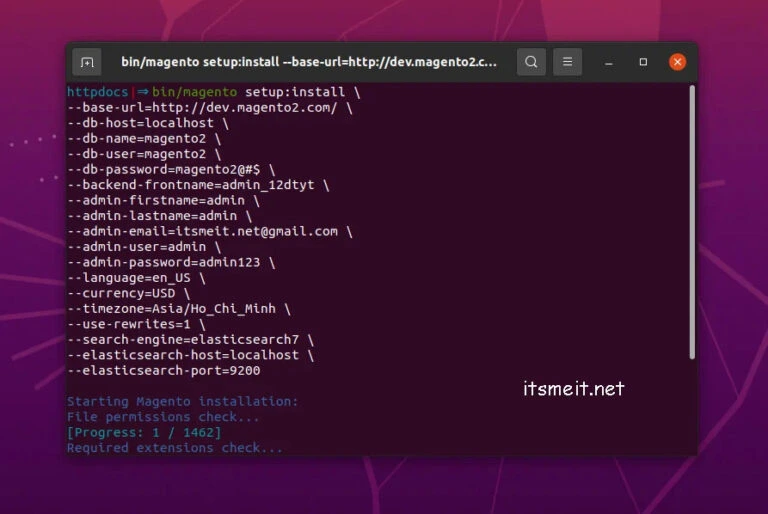 bin/magento setup:install --base-url=http://dev.magento2.c...
httpdocs|⇒ bin/magento setup:install \
--base-url=http://dev.magento2.com/ \
--db-host=localhost \
--db-name=magento2 \
--db-user=magento2 \
--db-password=magento2@#$ \
--backend-frontname=admin_12dtyt \
--admin-firstname=admin \
--admin-lastname=admin \
--admin-email=itsmeit.net@gmail.com \
--admin-user=admin \
--admin-password=admin123 \
--language=en_US \
--currency=USD \
--timezone=Asia/Ho_Chi_Minh \
--use-rewrites=1 \
--search-engine=elasticsearch7 \
--elasticsearch-host=localhost \
--elasticsearch-port=9200
itsmeit.net
Starting Magento installation:
File permissions check...
[Progress: 1 / 1462]
Required extensions check...